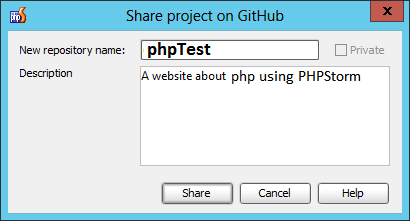 Share project on GitHub
New repository name: phpTest Private
Description A website about php using PHPStorm
Share Cancel Help